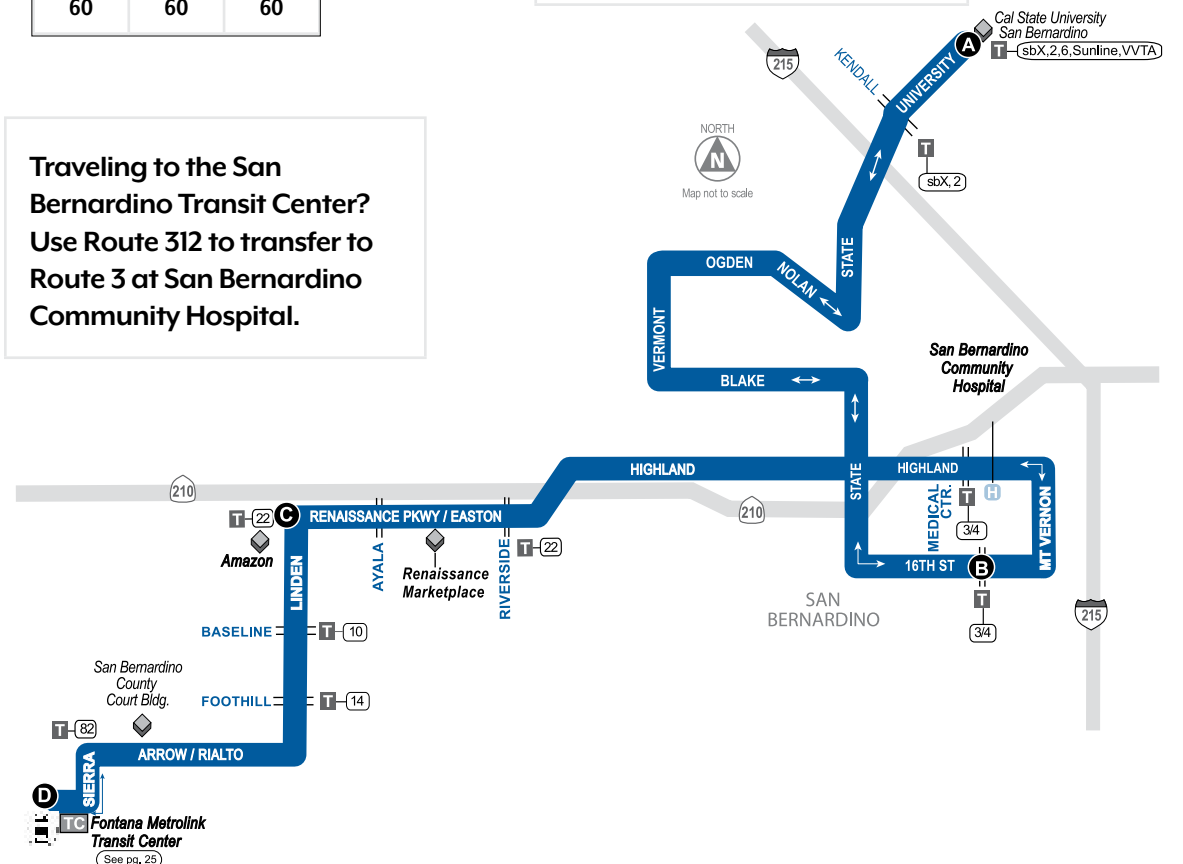 60 60 60
Cal State University
San Bernardino
A
T sbX,2,6,Sunline,VVTA
215
KENDALL
UNIVERSITY
NORTH
N
Map not to scale
T
sbX, 2
Traveling to the San
Bernardino Transit Center?
Use Route 312 to transfer to
Route 3 at San Bernardino
Community Hospital.
STATE
OGDEN
NOLAN
VERMONT
BLAKE
San Bernardino
Community
Hospital
STATE
HIGHLAND
HIGHLAND
210
210
MEDICAL
CTR.
T
3/4
H
MT VERNON
T 22
C
RENAISSANCE PKWY / EASTON
Amazon
LINDEN
AYALA
Renaissance
Marketplace
RIVERSIDE
T 22
16TH ST
B
T
3/4
SAN
BERNARDINO
215
BASELINE
T 10
San Bernardino
County
Court Bldg.
FOOTHILL
T 14
T 82
ARROW / RIALTO
SIERRA
D
TC Fontana Metrolink
Transit Center
See pg. 25